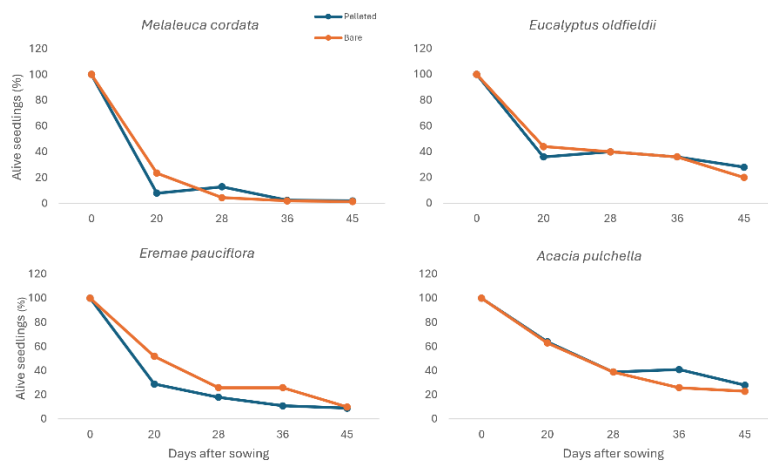 Melaleuca cordata
Pelleted
Bare
Eucalyptus oldfieldii
Alive seedlings (%)
120
100
80
60
40
20
0
0 20 28 36 45
120
100
80
60
40
20
0
0 20 28 36 45
Eremae pauciflora
Alive seedlings (%)
120
100
80
60
40
20
0
0 20 28 36 45
Days after sowing
Acacia pulchella
120
100
80
60
40
20
0
0 20 28 36 45
Days after sowing